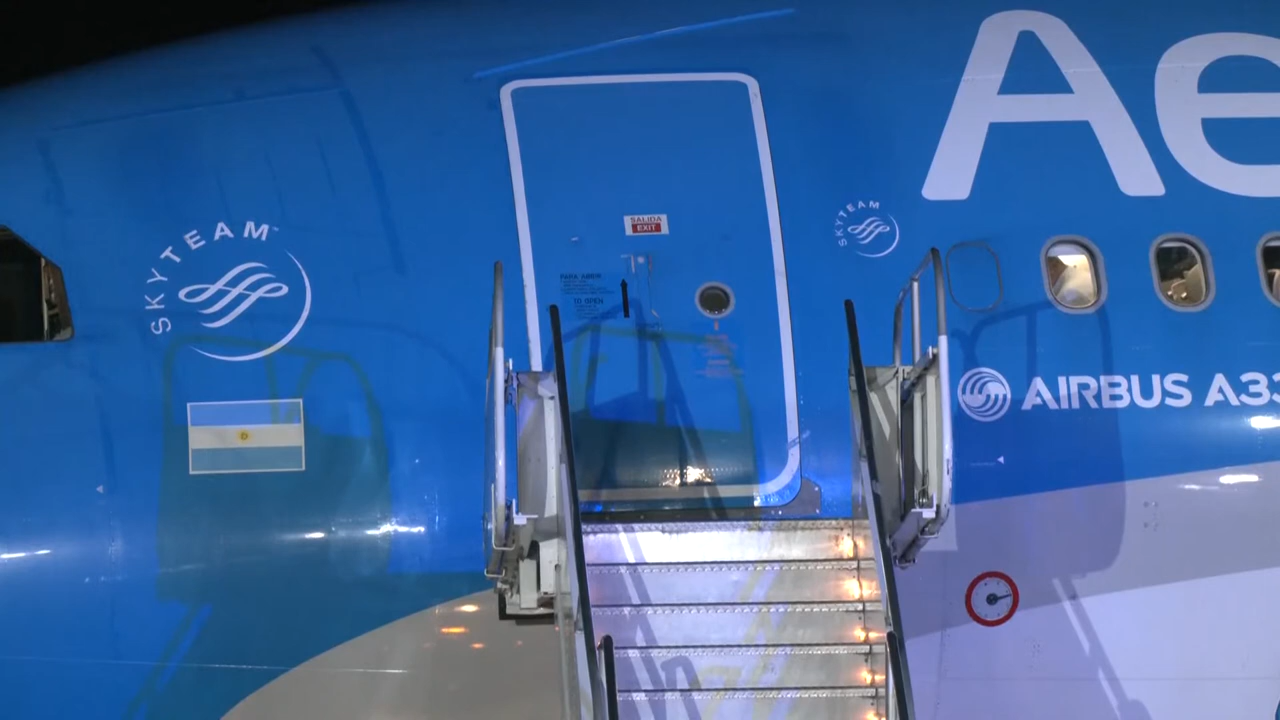 Ae
SKYTEAM
SALIDA
EXIT
SKYTEAM
PARA ABRIR
TO OPEN
AIRBUS A33